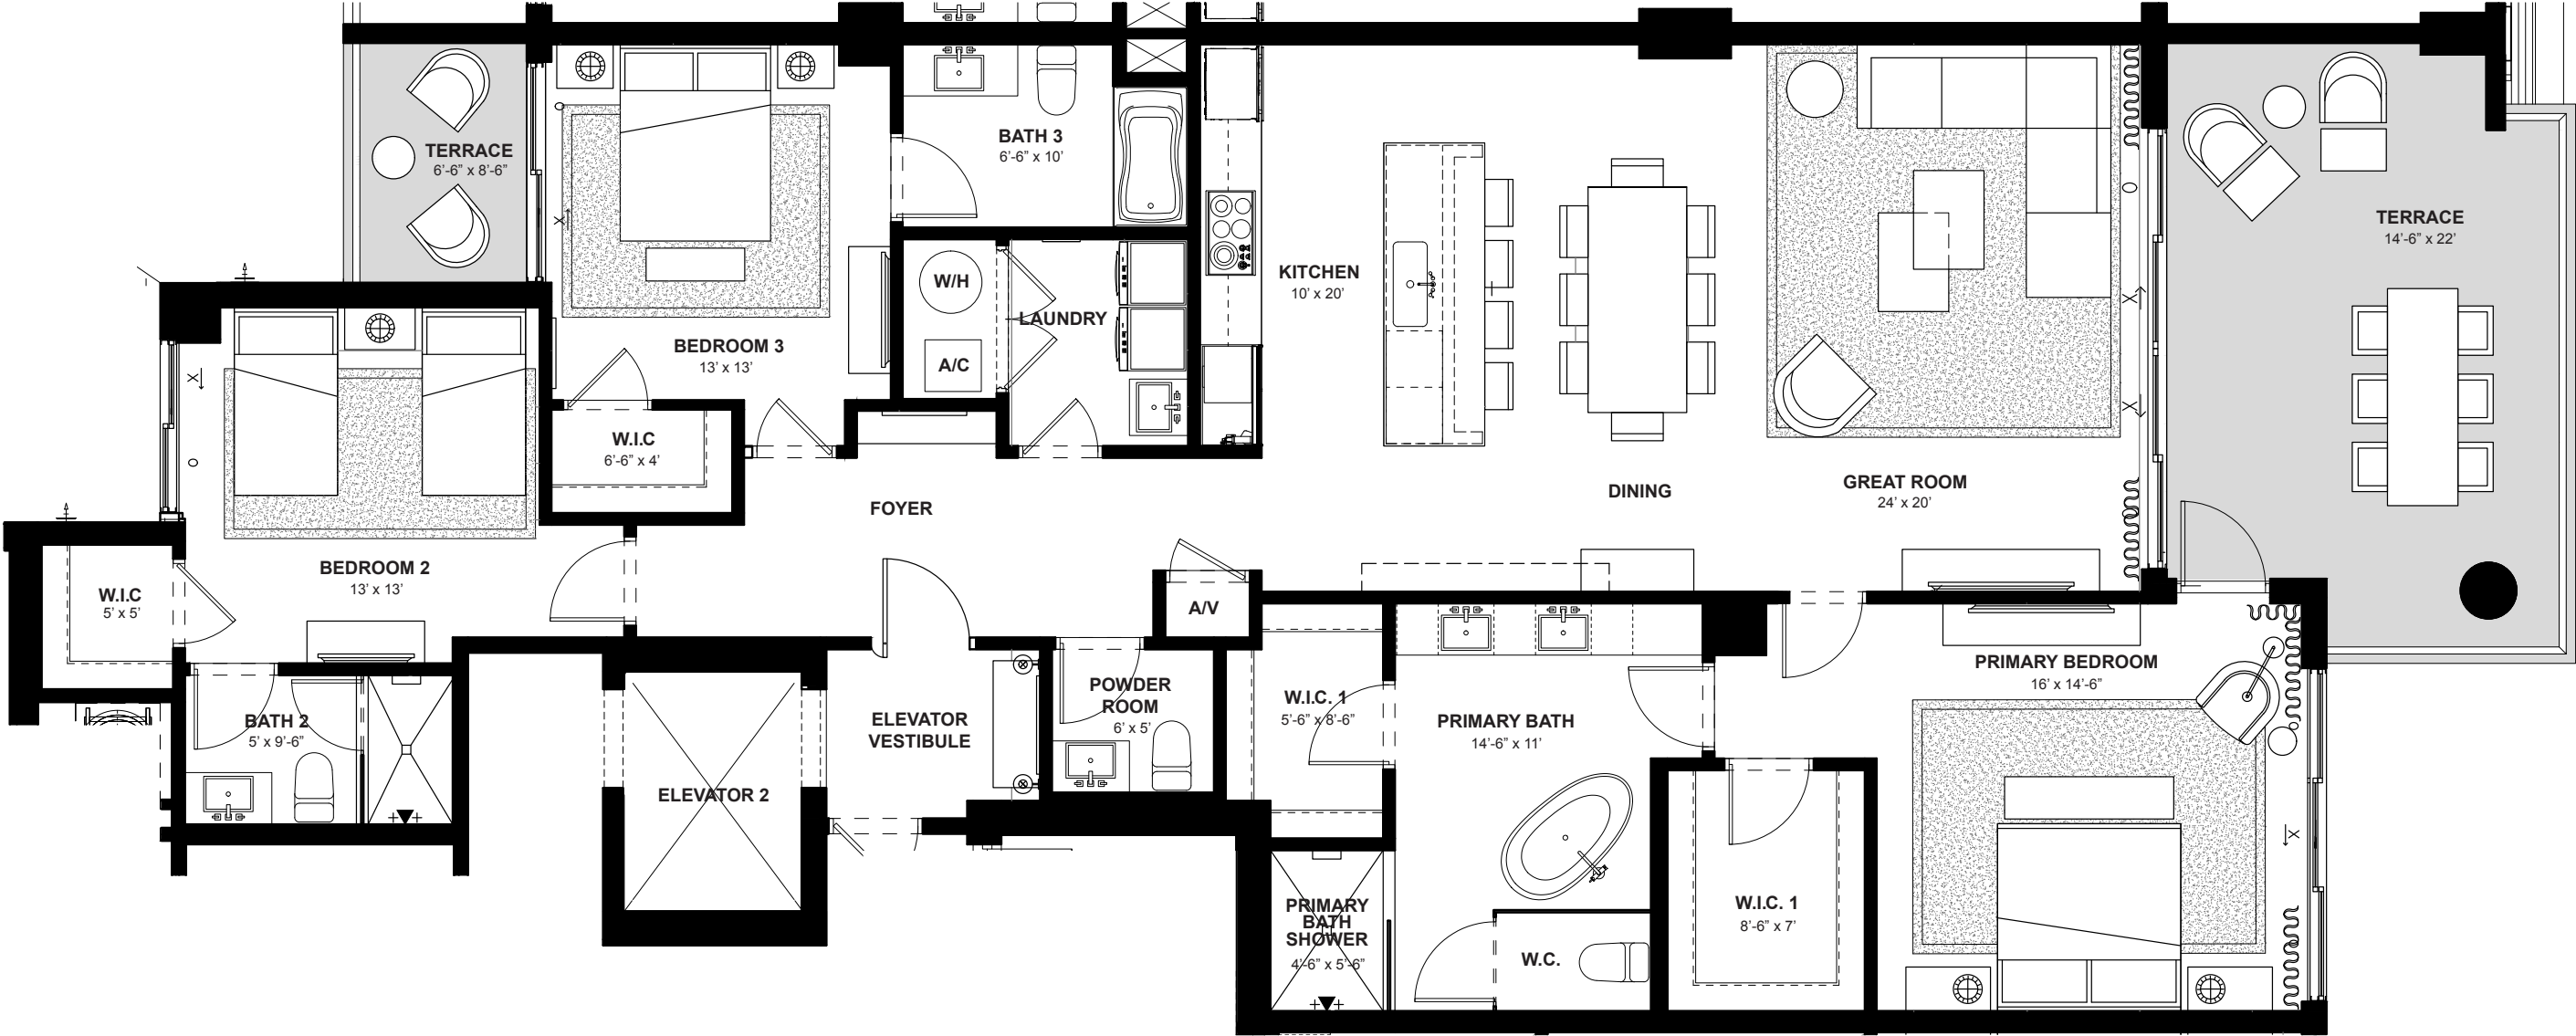 TERRACE
6'-6” x 8'-6”
BATH 3
6'-6” x 10'
TERRACE
14'-6” x 22'
KITCHEN
10' x 20'
W/H
LAUNDRY
A/C
BEDROOM 3
13' x 13'
W.I.C
6'-6” x 4'
FOYER
DINING
GREAT ROOM
24' x 20'
BEDROOM 2
13' x 13'
W.I.C
5' x 5'
A/V
BATH 2
5' x 9'-6”
ELEVATOR 2
ELEVATOR
VESTIBULE
POWDER
ROOM
6' x 5'
W.I.C. 1
5'-6” x 8'-6”
PRIMARY BATH
14'-6” x 11'
PRIMARY BEDROOM
16' x 14'-6”
PRIMARY
BATH
SHOWER
4'-6” x 5'-6”
W.C.
W.I.C. 1
8'-6” x 7'
X
O
X
O
O
X
X
X